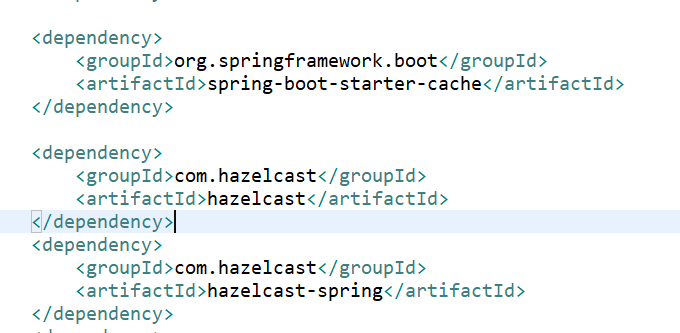 <dependency>
<groupId>org.springframework.boot</groupId>
<artifactId>spring-boot-starter-cache</artifactId>
</dependency>
<dependency>
<groupId>com.hazelcast</groupId>
<artifactId>hazelcast</artifactId>
</dependency>
<dependency>
<groupId>com.hazelcast</groupId>
<artifactId>hazelcast-spring</artifactId>
</dependency>